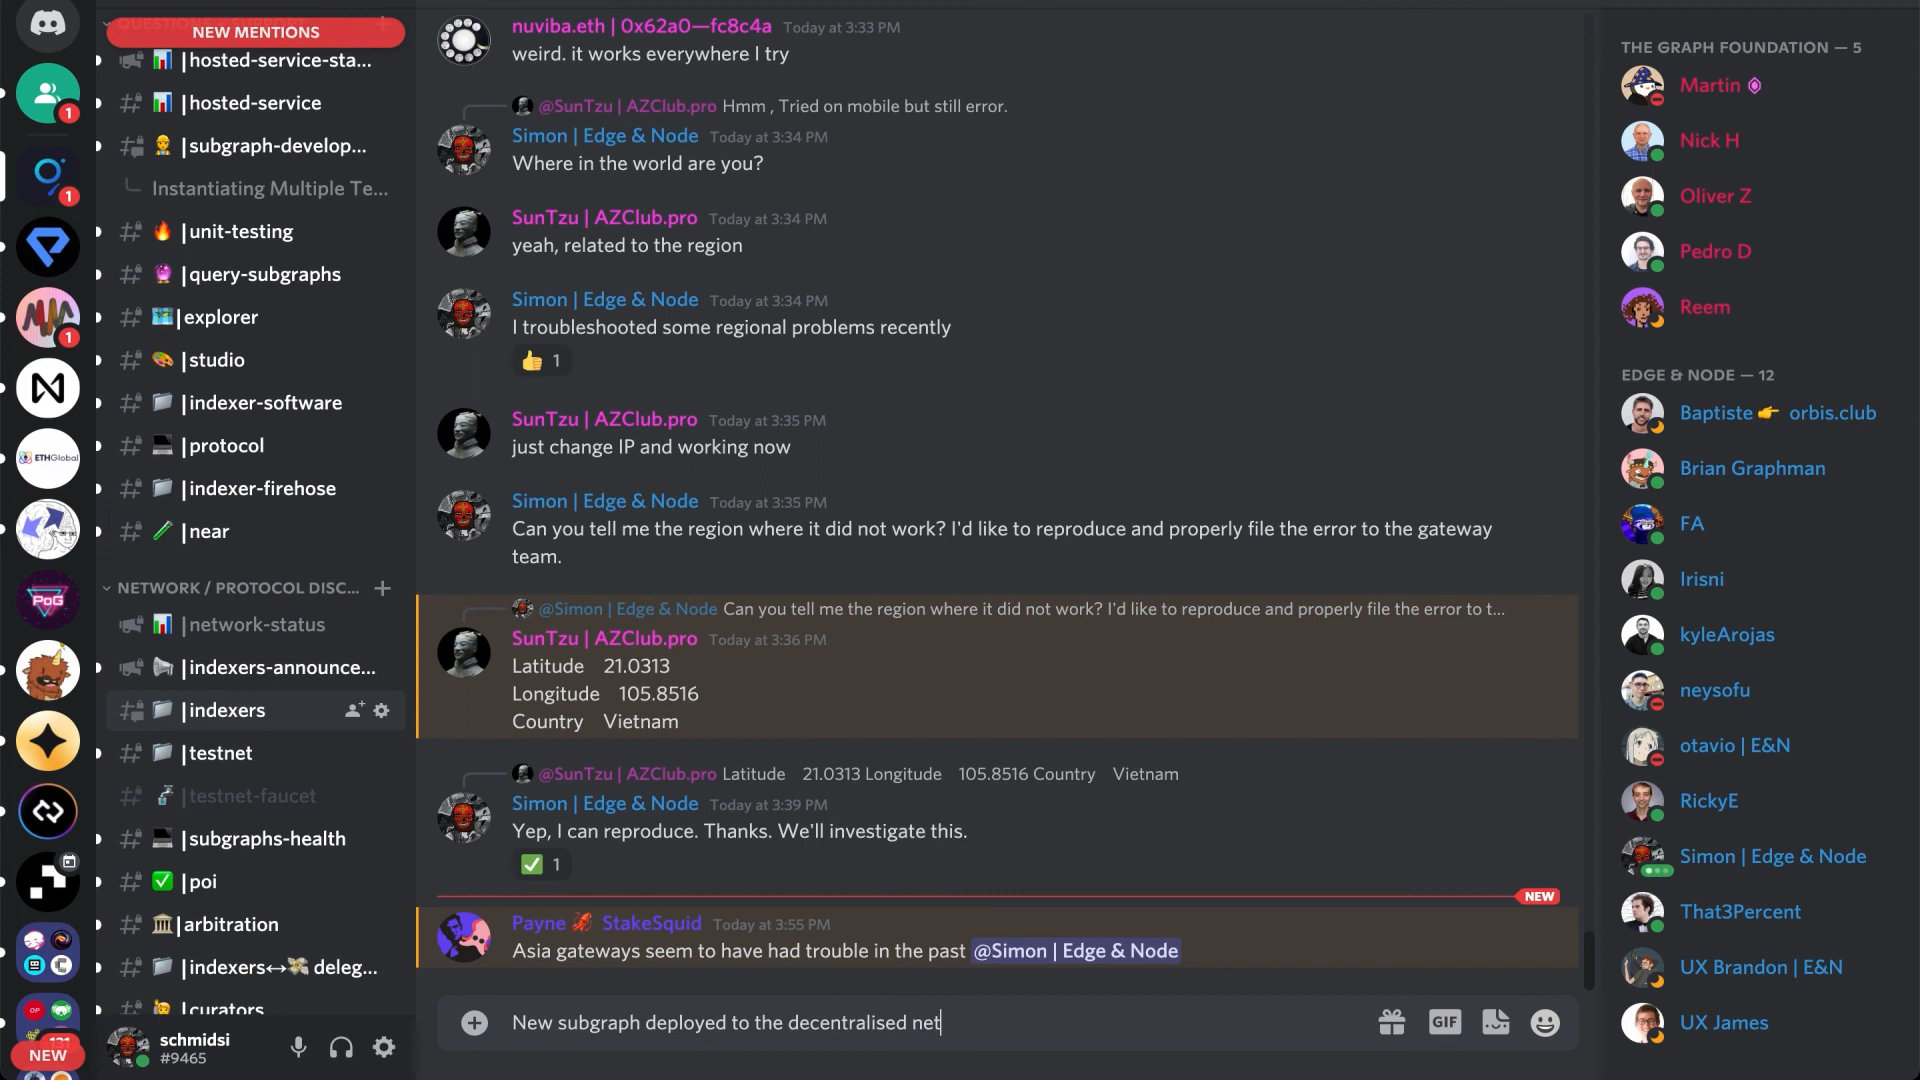 NEW MENTIONS
|hosted-service-sta...
|hosted-service
|subgraph-develop...
Instantiating Multiple Te...
|unit-testing
|query-subgraphs
|explorer
|studio
|indexer-software
|protocol
|indexer-firehose
|near
NETWORK / PROTOCOL DISC...
|network-status
|indexers-announce...
|indexers
|testnet
|testnet-faucet
|subgraphs-health
|poi
|arbitration
|indexers↔💸 deleg...
|curators
schmidsi
#9465
1
1
1
ETHGlobal
PoG
OP
NEW
nuviba.eth | 0x62a0—fc8c4a Today at 3:33 PM
weird. it works everywhere I try
@SunTzu | AZClub.pro Hmm , Tried on mobile but still error.
Simon | Edge & Node Today at 3:34 PM
Where in the world are you?
SunTzu | AZClub.pro Today at 3:34 PM
yeah, related to the region
Simon | Edge & Node Today at 3:34 PM
I troubleshooted some regional problems recently
👍 1
SunTzu | AZClub.pro Today at 3:35 PM
just change IP and working now
Simon | Edge & Node Today at 3:35 PM
Can you tell me the region where it did not work? I'd like to reproduce and properly file the error to the gateway
team.
@Simon | Edge & Node Can you tell me the region where it did not work? I'd like to reproduce and properly file the error to t...
SunTzu | AZClub.pro Today at 3:36 PM
Latitude 21.0313
Longitude 105.8516
Country Vietnam
@SunTzu | AZClub.pro Latitude 21.0313 Longitude 105.8516 Country Vietnam
Simon | Edge & Node Today at 3:39 PM
Yep, I can reproduce. Thanks. We'll investigate this.
✅ 1
NEW
Payne 🦑 StakeSquid Today at 3:55 PM
Asia gateways seem to have had trouble in the past @Simon | Edge & Node
New subgraph deployed to the decentralised net
GIF
THE GRAPH FOUNDATION — 5
Martin
Nick H
Oliver Z
Pedro D
Reem
EDGE & NODE — 12
Baptiste 👉 orbis.club
Brian Graphman
FA
Irisni
kyleArojas
neysofu
otavio | E&N
RickyE
Simon | Edge & Node
That3Percent
UX Brandon | E&N
UX James